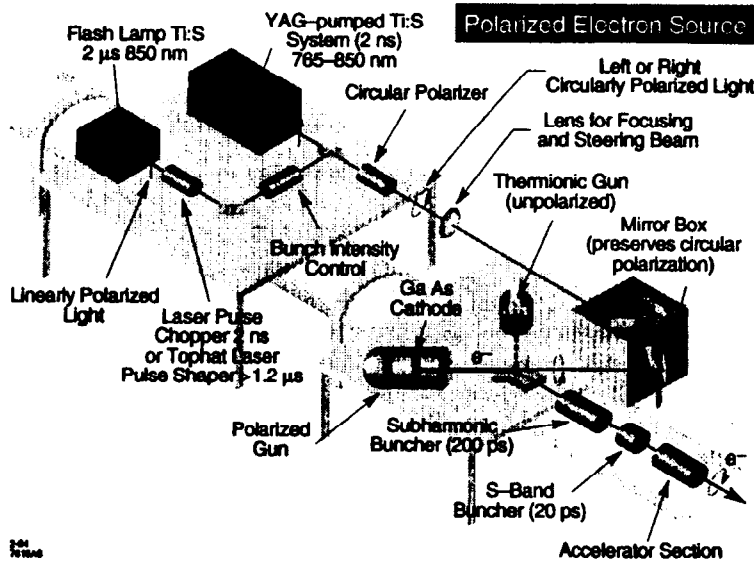 Polarized Electron Source
Flash Lamp Ti:S
2 µs 850 nm
YAG–pumped Ti:S
System (2 ns)
765–850 nm
Circular Polarizer
Left or Right
Circularly Polarized Light
Lens for Focusing
and Steering Beam
Thermionic Gun
(unpolarized)
Mirror Box
(preserves circular
polarization)
Bunch Intensity
Control
Linearly Polarized
Light
Laser Pulse
Chopper 2 ns
or Tophat Laser
Pulse Shaper >1.2 µs
Ga As
Cathode
e–
Polarized
Gun
Subharmonic
Buncher (200 ps)
S–Band
Buncher (20 ps)
e–
Accelerator Section